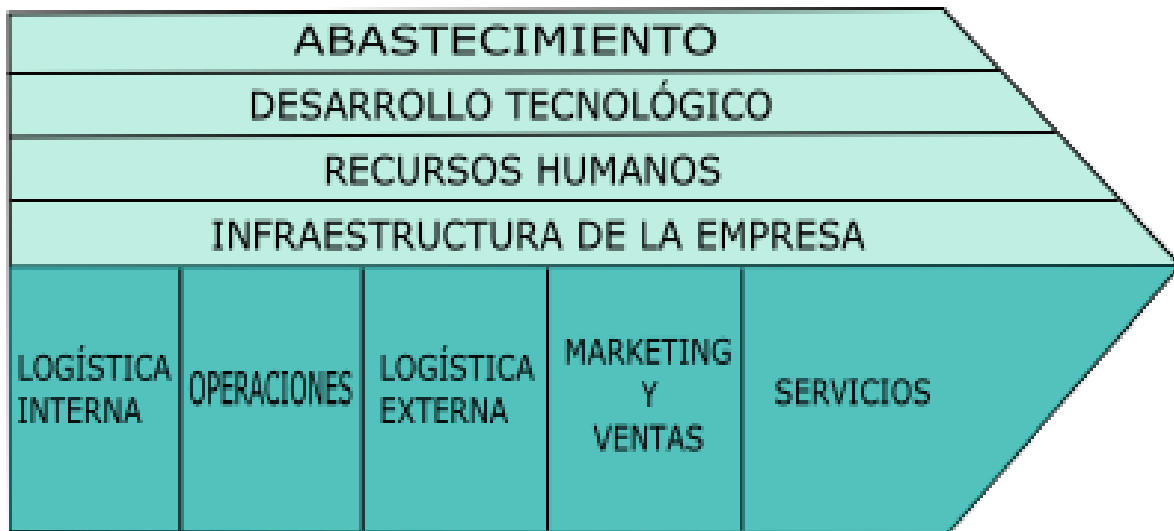 ABASTECIMIENTO
DESARROLLO TECNOLÓGICO
RECURSOS HUMANOS
INFRAESTRUCTURA DE LA EMPRESA
LOGÍSTICA
INTERNA
OPERACIONES
LOGÍSTICA
EXTERNA
MARKETING
Y
VENTAS
SERVICIOS